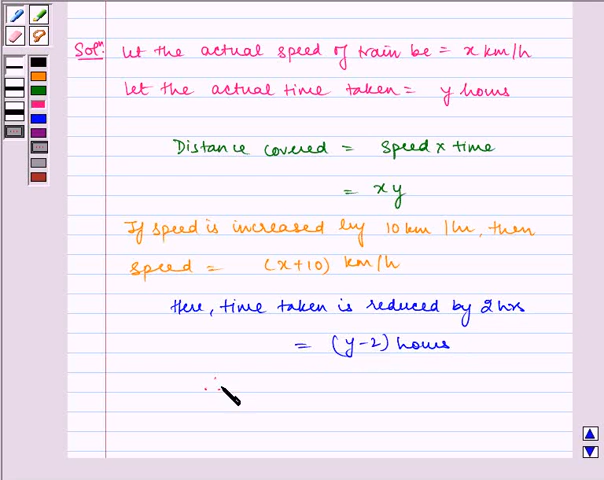 Solⁿ: Let the actual speed of train be = x km/h
Let the actual time taken = y hours
Distance covered = Speed x time
= xy
If speed is increased by 10 km /hr, then
speed = (x+10) km/h
Here, time taken is reduced by 2 hrs
= (y-2) hours
∴